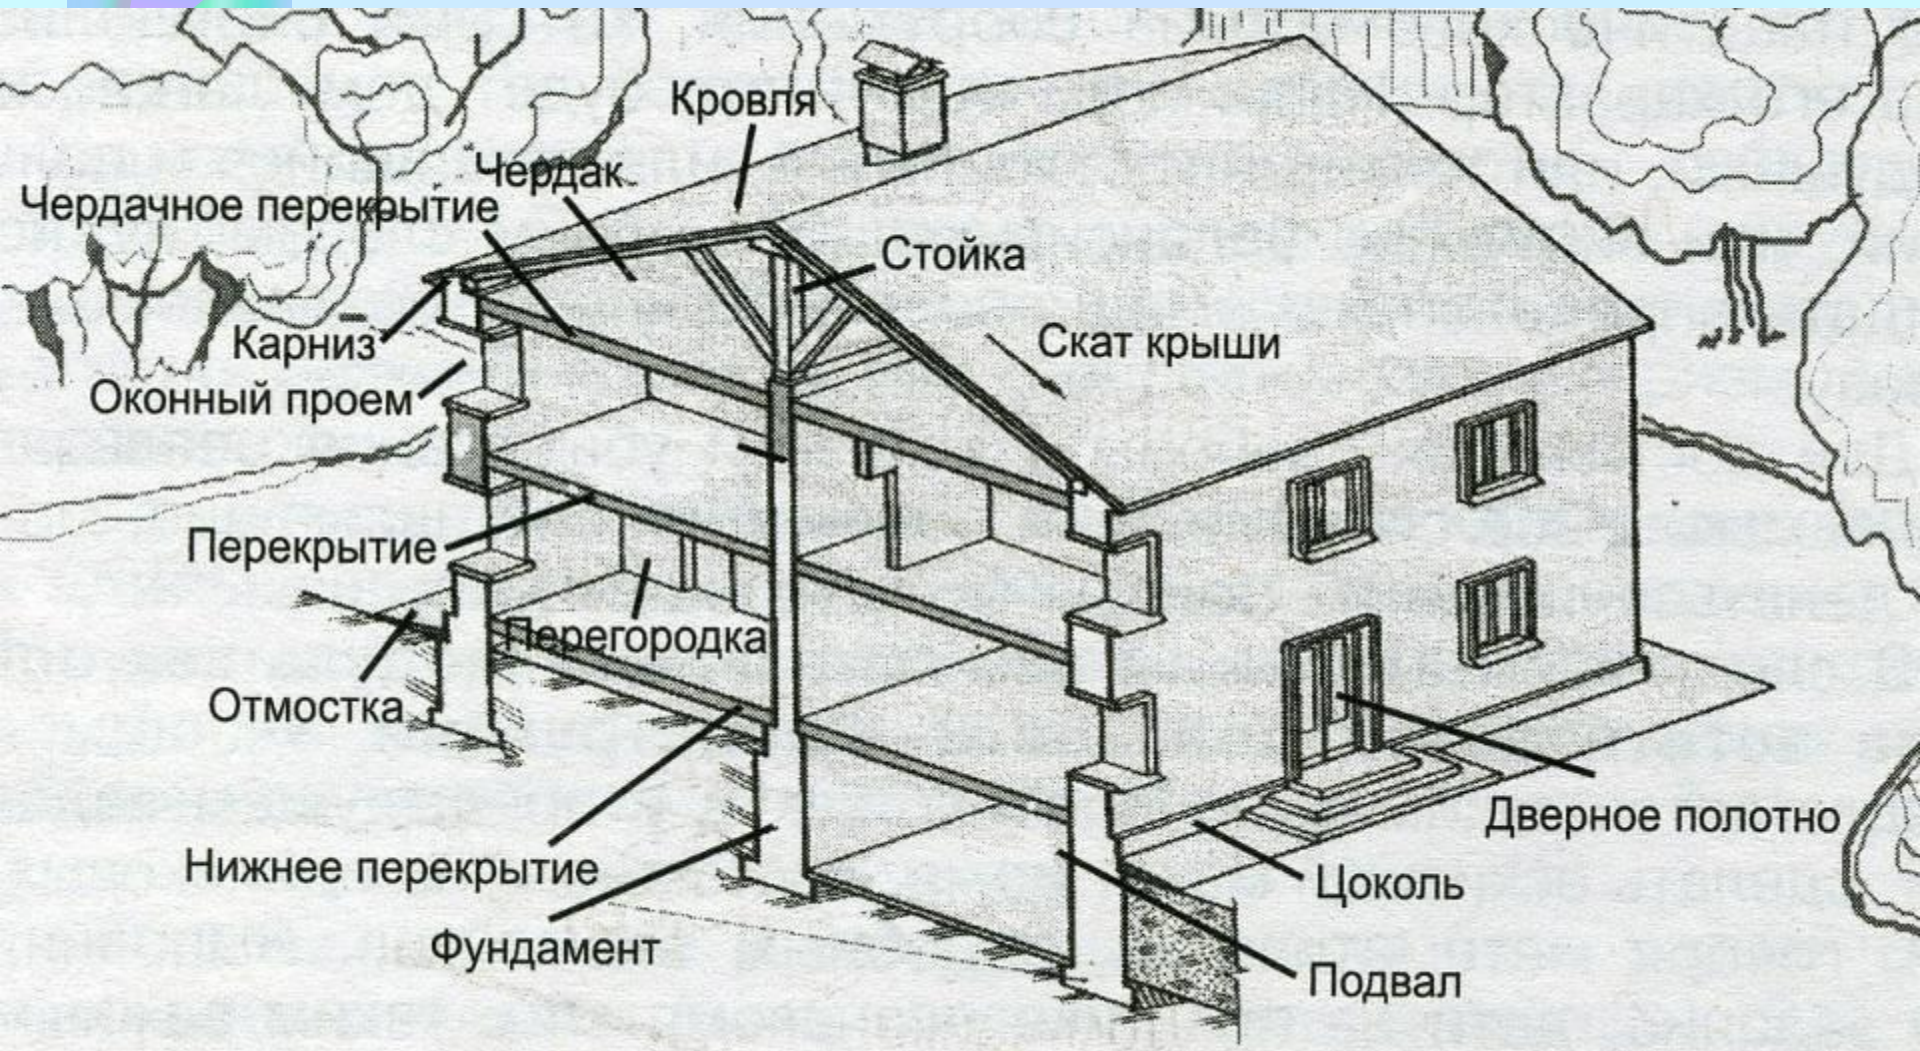 Кровля
Чердак
Чердачное перекрытие
Стойка
Карниз
Скат крыши
Оконный проем
Перекрытие
Перегородка
Отмостка
Дверное полотно
Нижнее перекрытие
Цоколь
Фундамент
Подвал